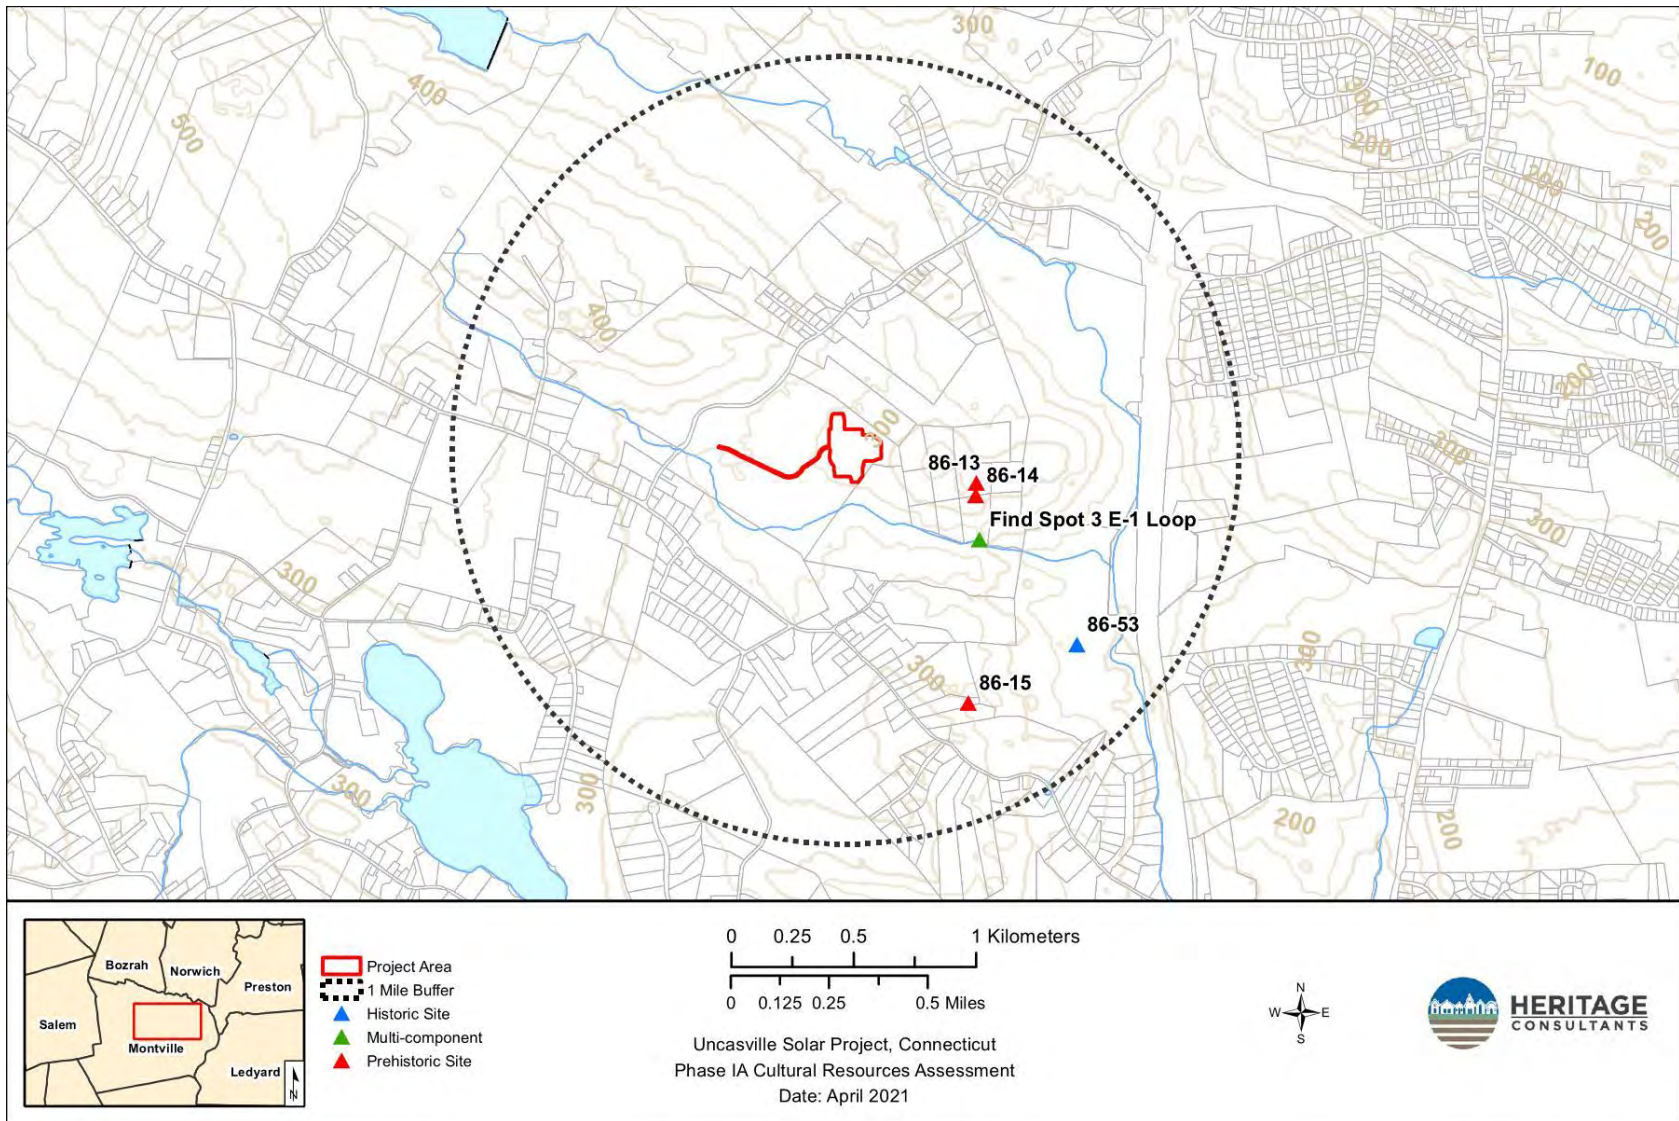 300
400
100
300
500
200
200
200
400
200
300
300
86-13
86-14
Find Spot 3 E-1 Loop
300
300
86-53
300
300
86-15
300
300
200
200
Bozrah
Norwich
Preston
Salem
Montville
Ledyard
N
Project Area
1 Mile Buffer
Historic Site
Multi-component
Prehistoric Site
0 0.25 0.5 1 Kilometers
0 0.125 0.25 0.5 Miles
Uncasville Solar Project, Connecticut
Phase IA Cultural Resources Assessment
Date: April 2021
N
W E
S
HERITAGE
CONSULTANTS